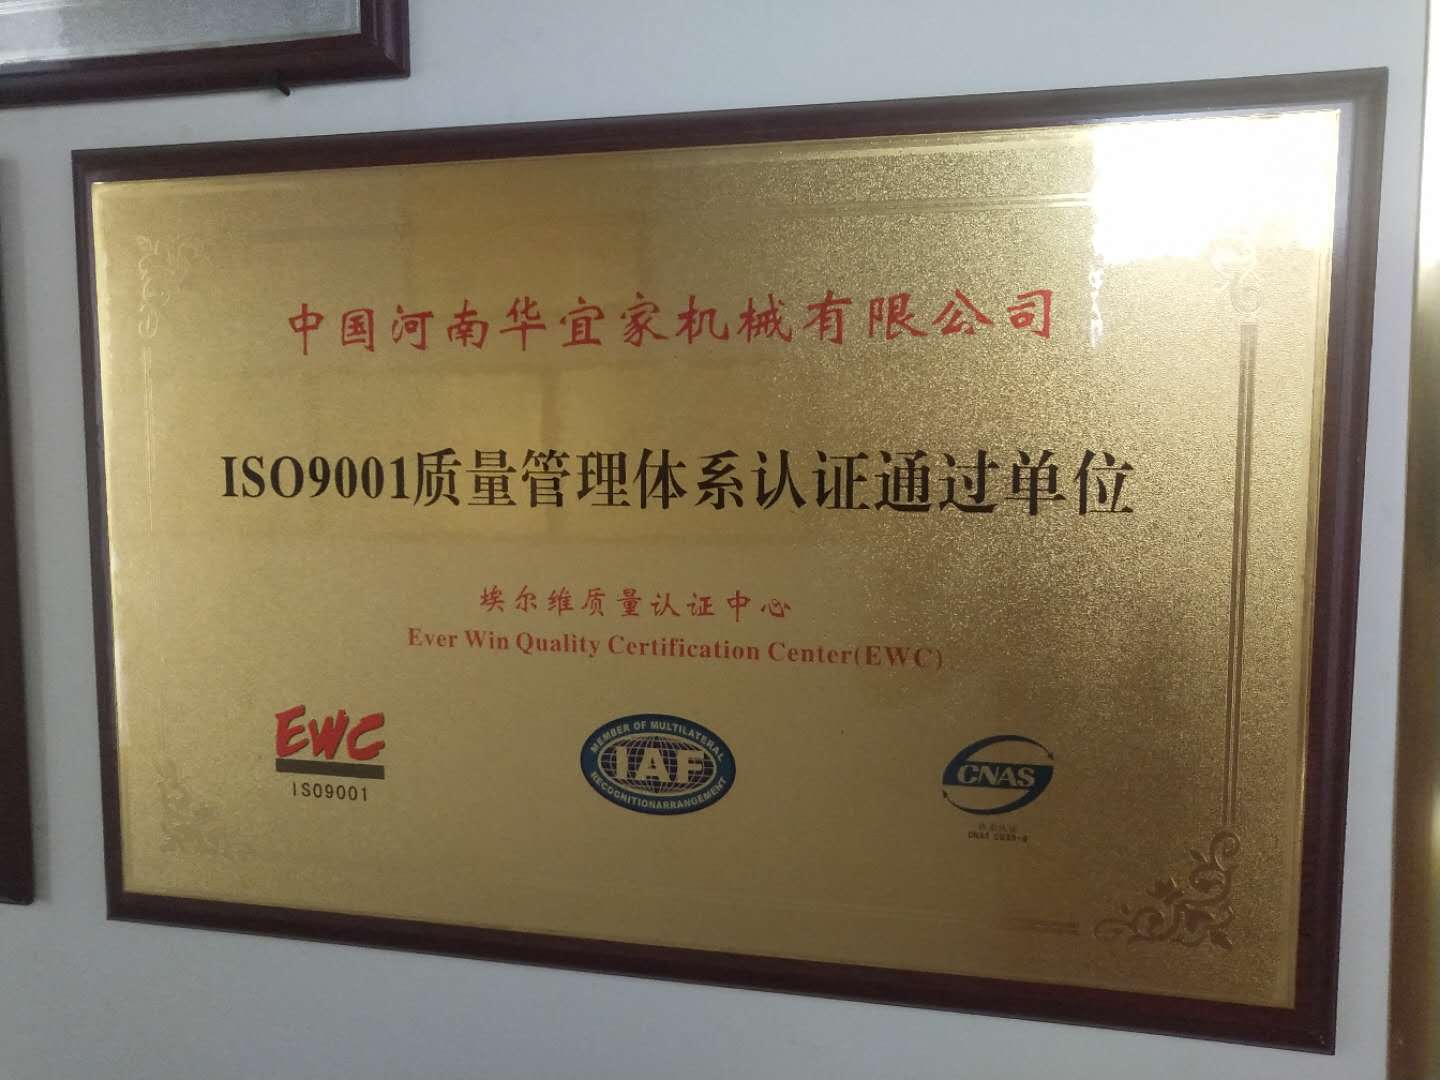 中国河南华宜家机械有限公司
ISO9001质量管理体系认证通过单位
埃尔维质量认证中心
Ever Win Quality Certification Center(EWC)
EWC
ISO9001
MEMBER OF MULTILATERAL
IAF
RECOGNITIONARRANGEMENT
CNAS